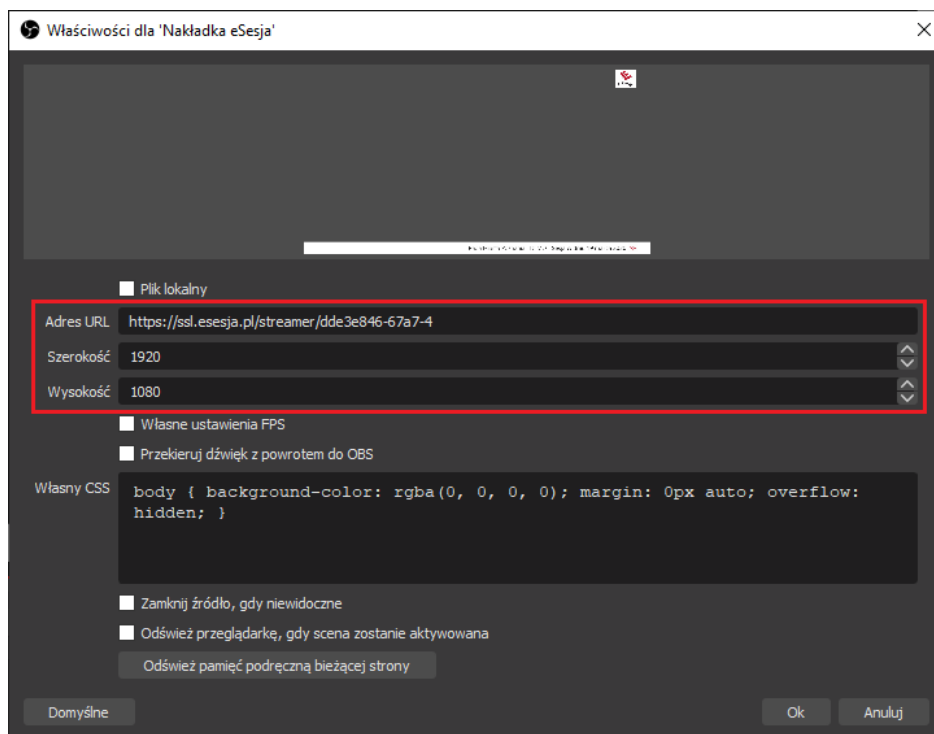 Właściwości dla 'Nakładka eSesja'
Plik lokalny
Adres URL https://ssl.esesja.pl/streamer/dde3e846-67a7-4
Szerokość 1920
Wysokość 1080
Własne ustawienia FPS
Przekieruj dźwięk z powrotem do OBS
Własny CSS body { background-color: rgba(0, 0, 0, 0); margin: 0px auto; overflow:
hidden; }
Zamknij źródło, gdy niewidoczne
Odśwież przeglądarkę, gdy scena zostanie aktywowana
Odśwież pamięć podręczną bieżącej strony
Domyślne Ok Anuluj